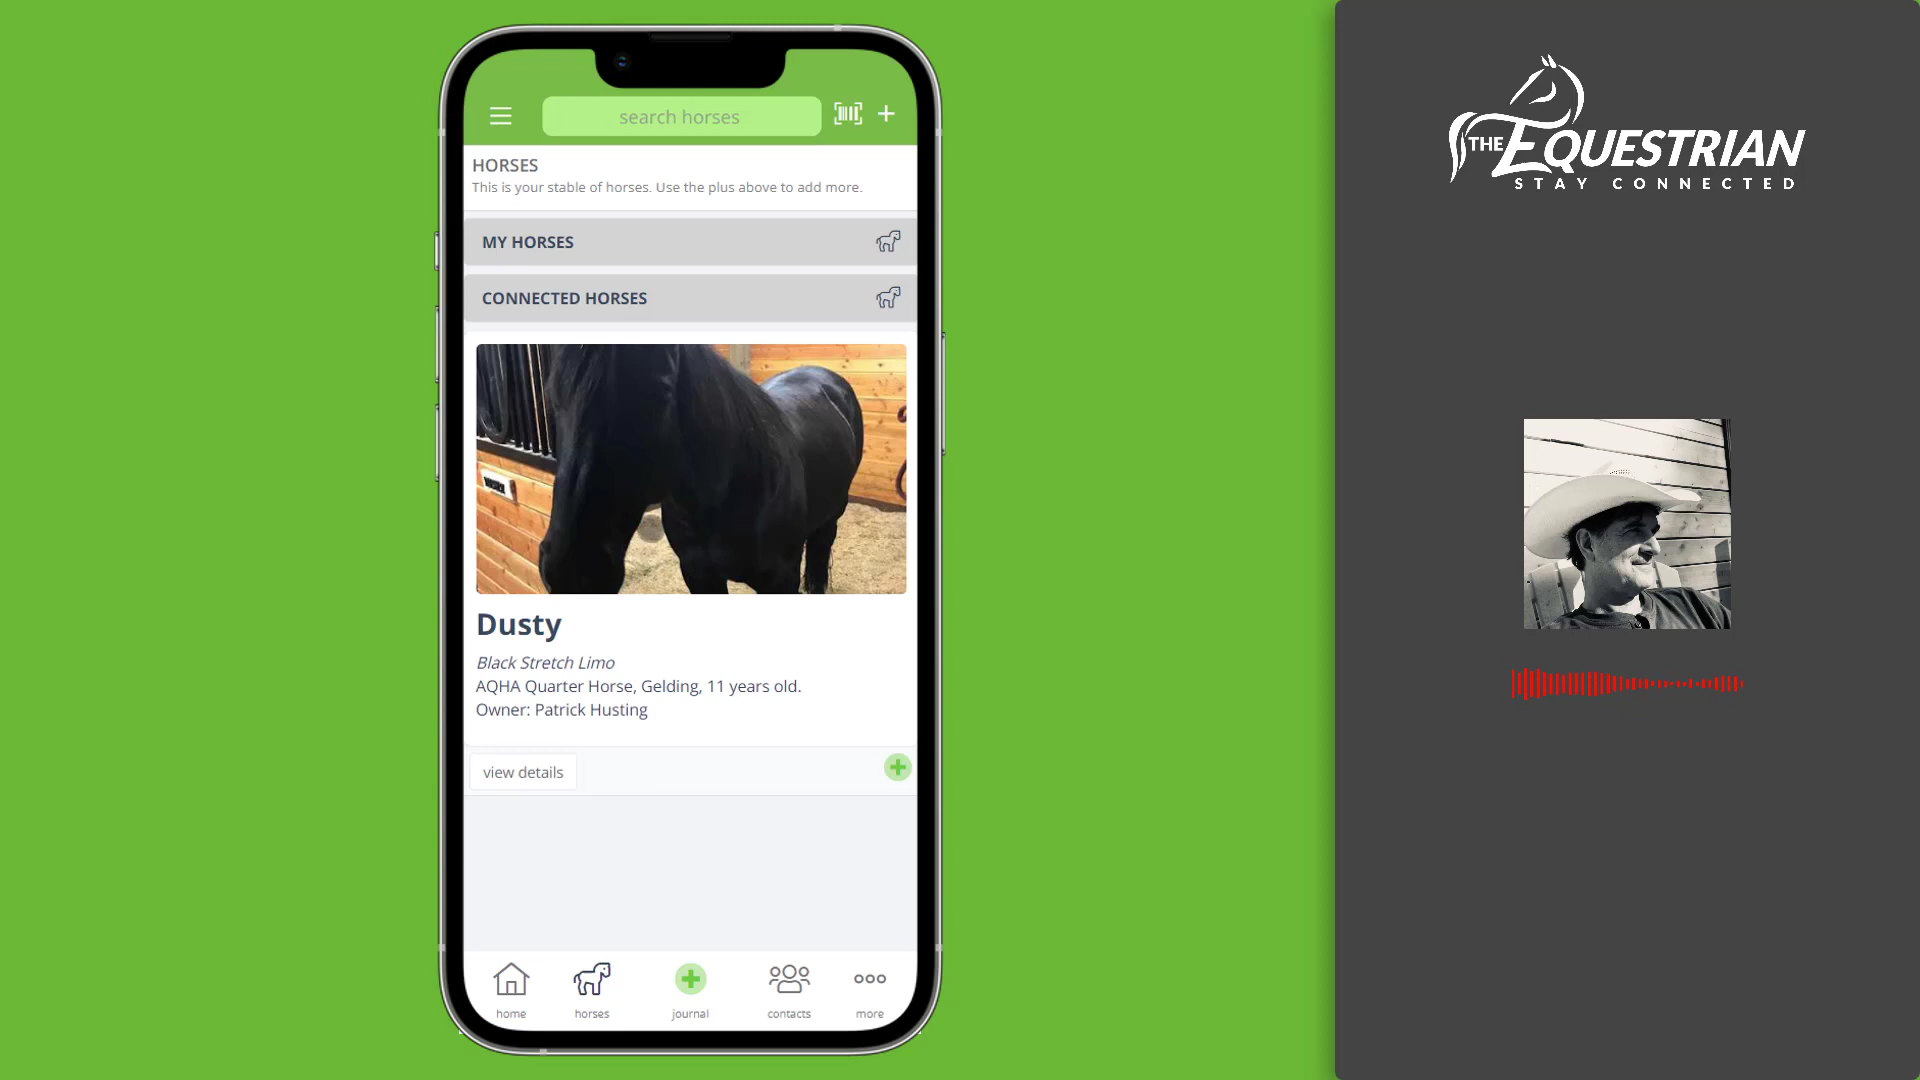 search horses
HORSES
This is your stable of horses. Use the plus above to add more.
MY HORSES
CONNECTED HORSES
Dusty
Black Stretch Limo
AQHA Quarter Horse, Gelding, 11 years old.
Owner: Patrick Husting
view details
home
horses
journal
contacts
more
THE EQUESTRIAN
STAY CONNECTED